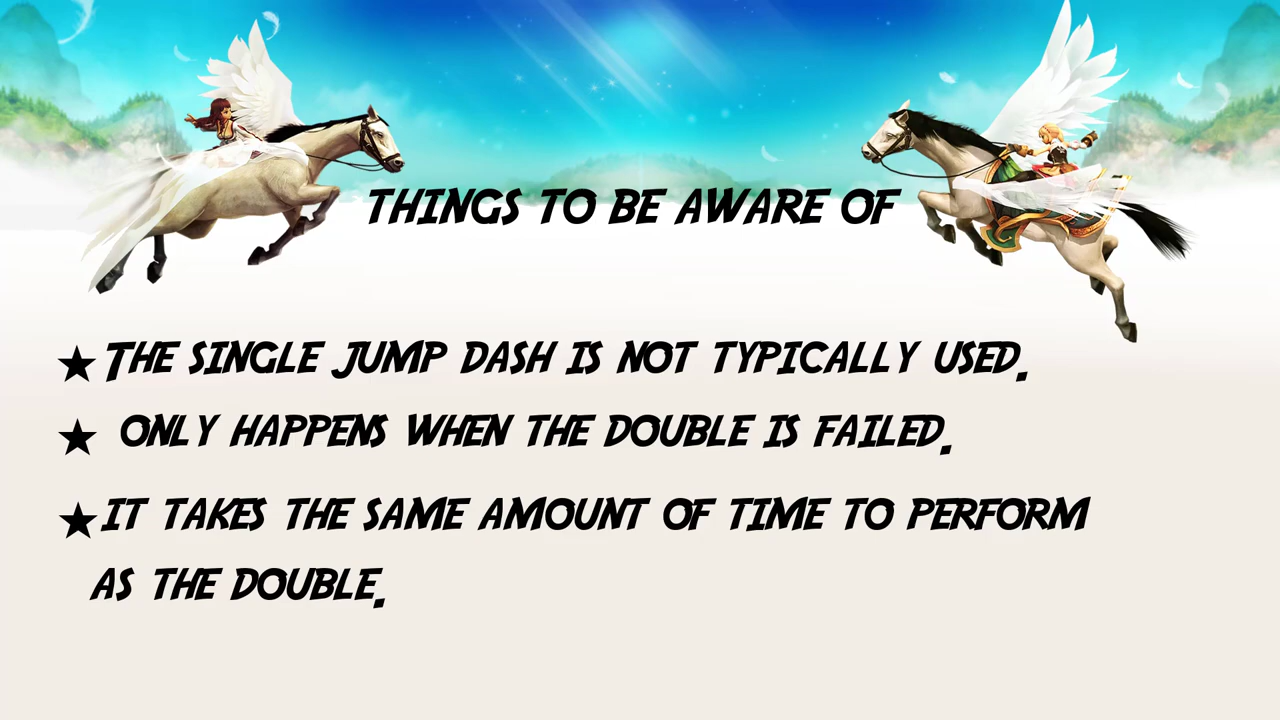 THINGS TO BE AWARE OF
★ THE SINGLE JUMP DASH IS NOT TYPICALLY USED.
★ ONLY HAPPENS WHEN THE DOUBLE IS FAILED.
★ IT TAKES THE SAME AMOUNT OF TIME TO PERFORM
AS THE DOUBLE.